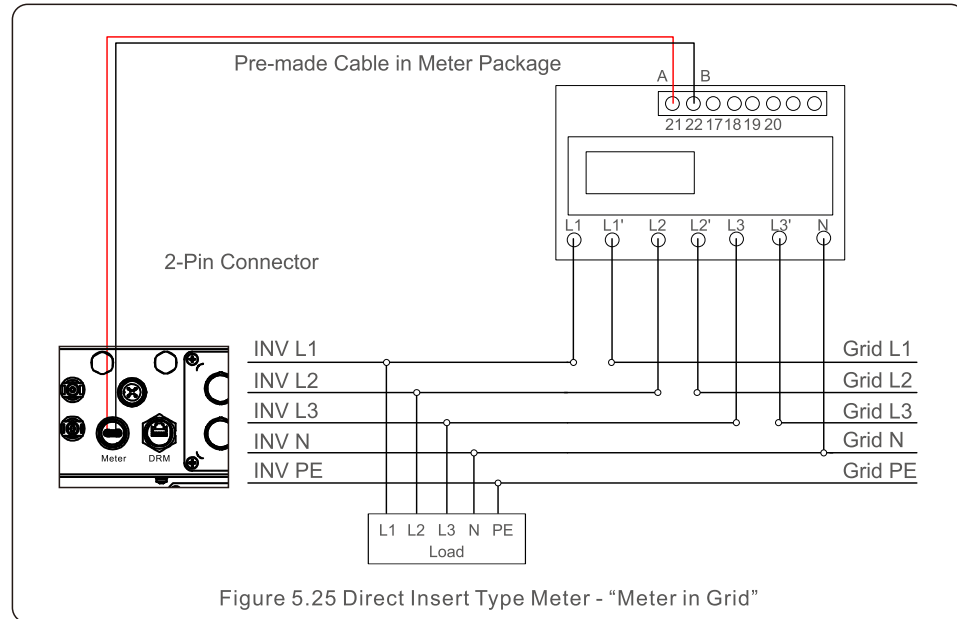 Pre-made Cable in Meter Package
A B
21 22 17 18 19 20
L1 L1' L2 L2' L3 L3' N
2-Pin Connector
INV L1 Grid L1
INV L2 Grid L2
INV L3 Grid L3
INV N Grid N
INV PE Grid PE
Meter DRM
L1 L2 L3 N PE
Load
Figure 5.25 Direct Insert Type Meter - “Meter in Grid”